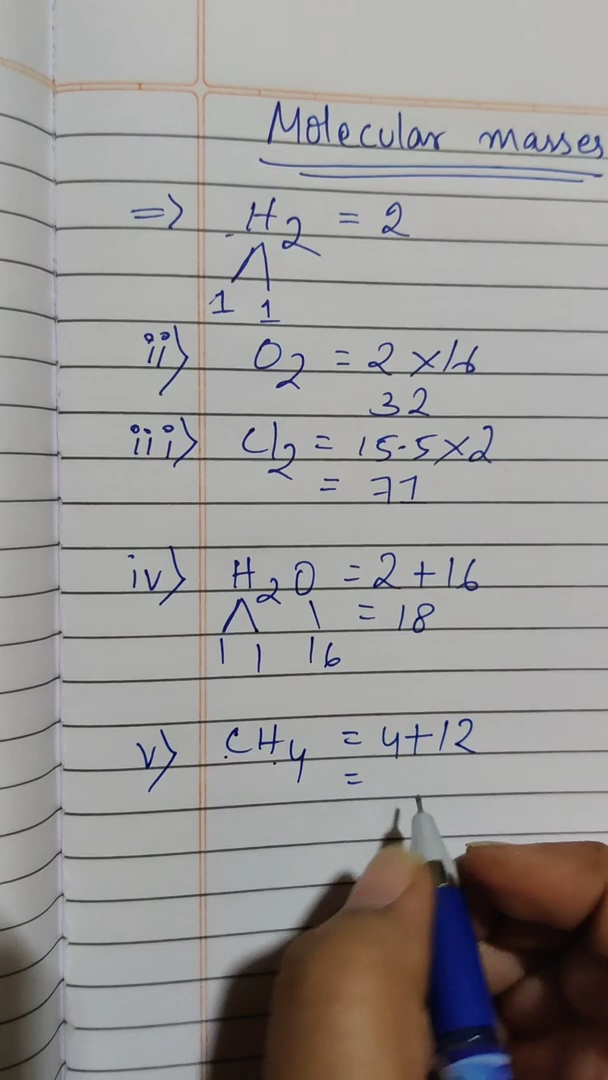 Molecular masses
=> H2 = 2
1 1
ii) O2 = 2 x 16
32
iii) Cl2 = 15.5 x 2
= 71
iv) H2O = 2 + 16
= 18
1 1 16
v) CH4 = 4 + 12
=